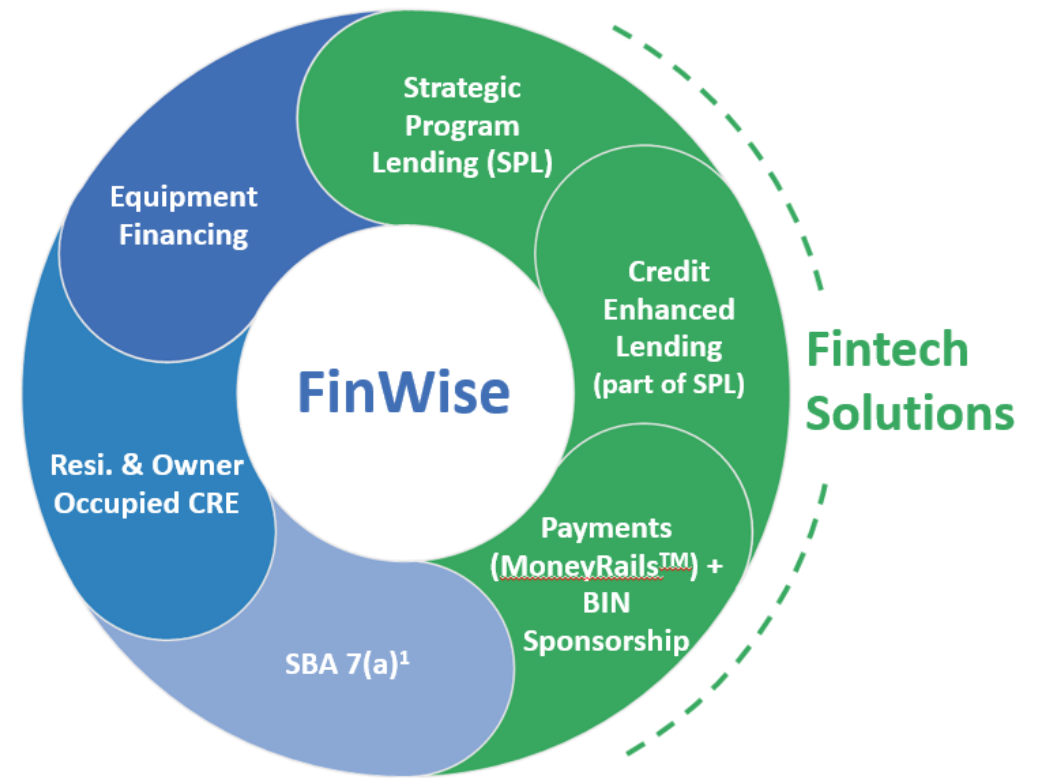 Strategic
Program
Lending (SPL)
Equipment
Financing
Credit
Enhanced
Lending
(part of SPL)
Fintech
Solutions
FinWise
Resi. & Owner
Occupied CRE
Payments
(MoneyRails™) +
BIN
Sponsorship
SBA 7(a)¹